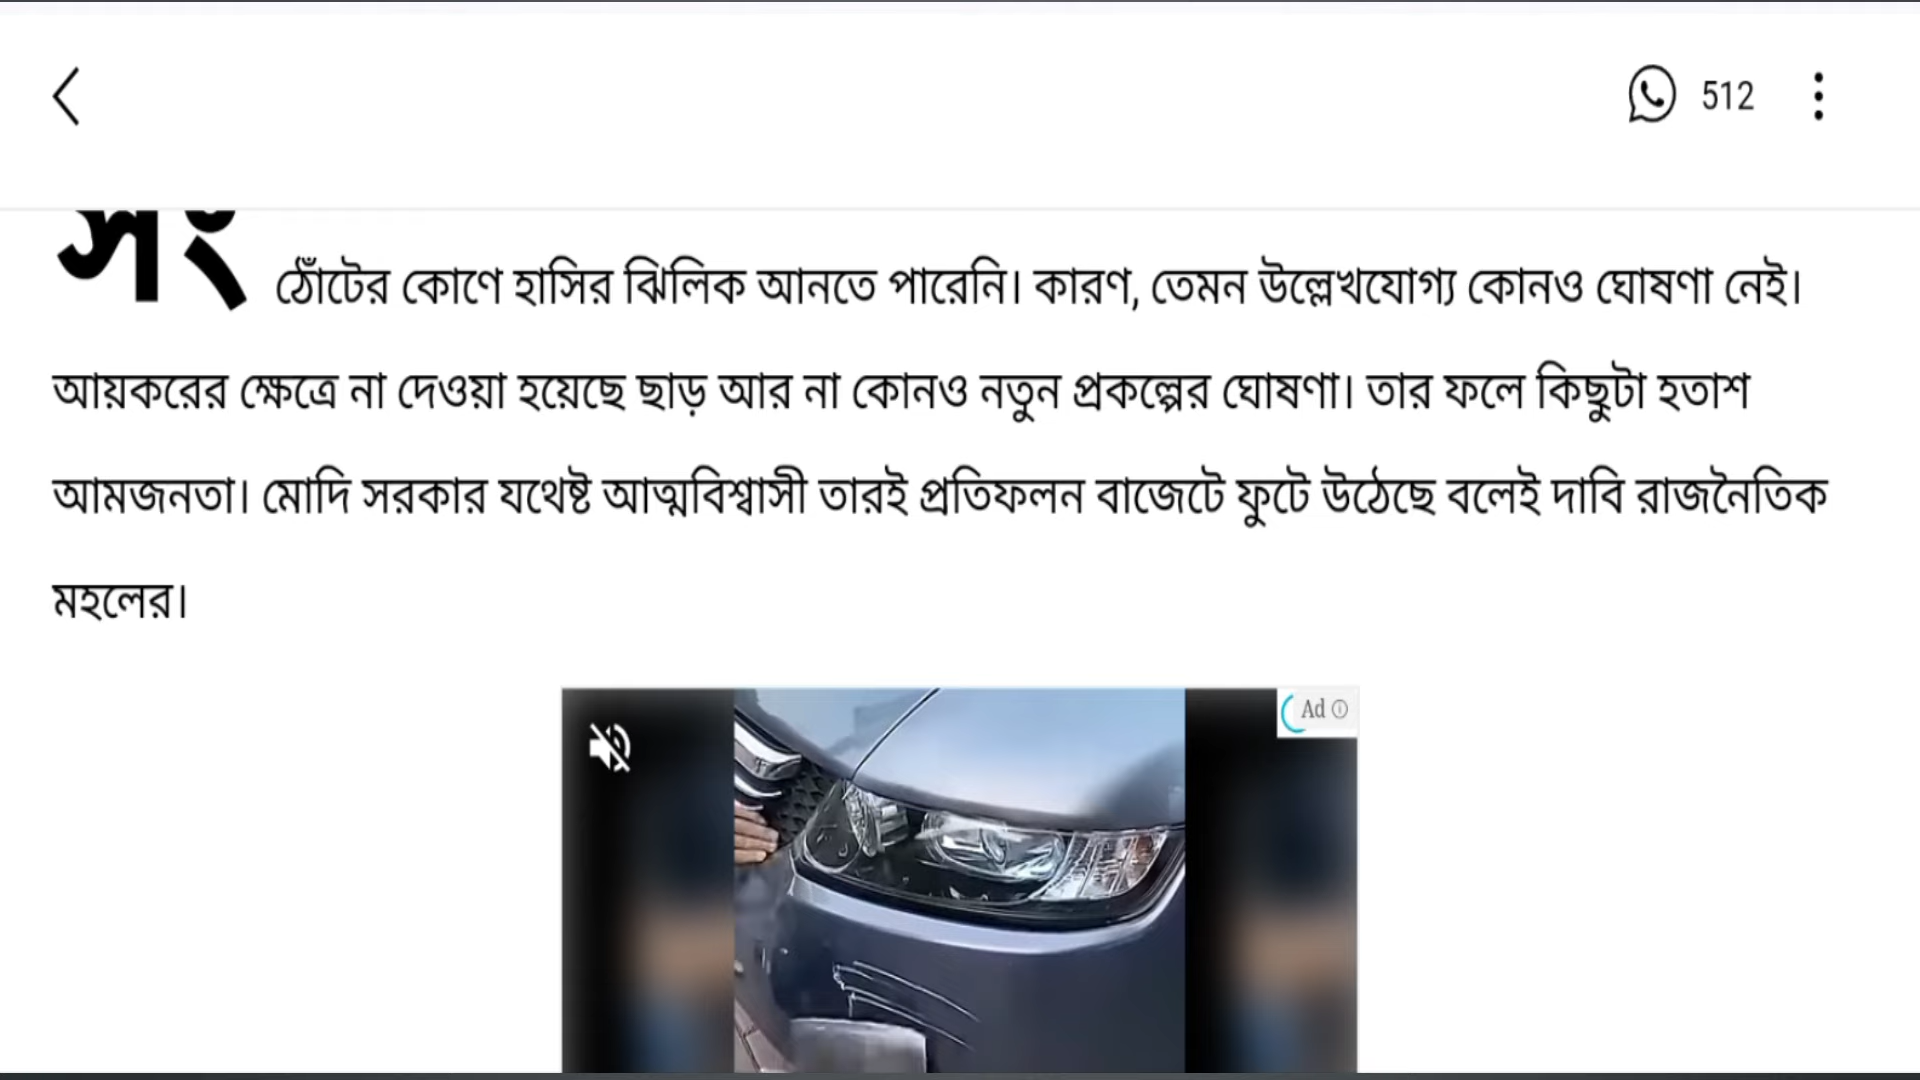 512
সং ঠোঁটের কোণে হাসির ঝিলিক আনতে পারেনি। কারণ, তেমন উল্লেখযোগ্য কোনও ঘোষণা নেই।
আয়করের ক্ষেত্রে না দেওয়া হয়েছে ছাড় আর না কোনও নতুন প্রকল্পের ঘোষণা। তার ফলে কিছুটা হতাশ
আমজনতা। মোদি সরকার যথেষ্ট আত্মবিশ্বাসী তারই প্রতিফলন বাজেটে ফুটে উঠেছে বলেই দাবি রাজনৈতিক
মহলের।
Ad